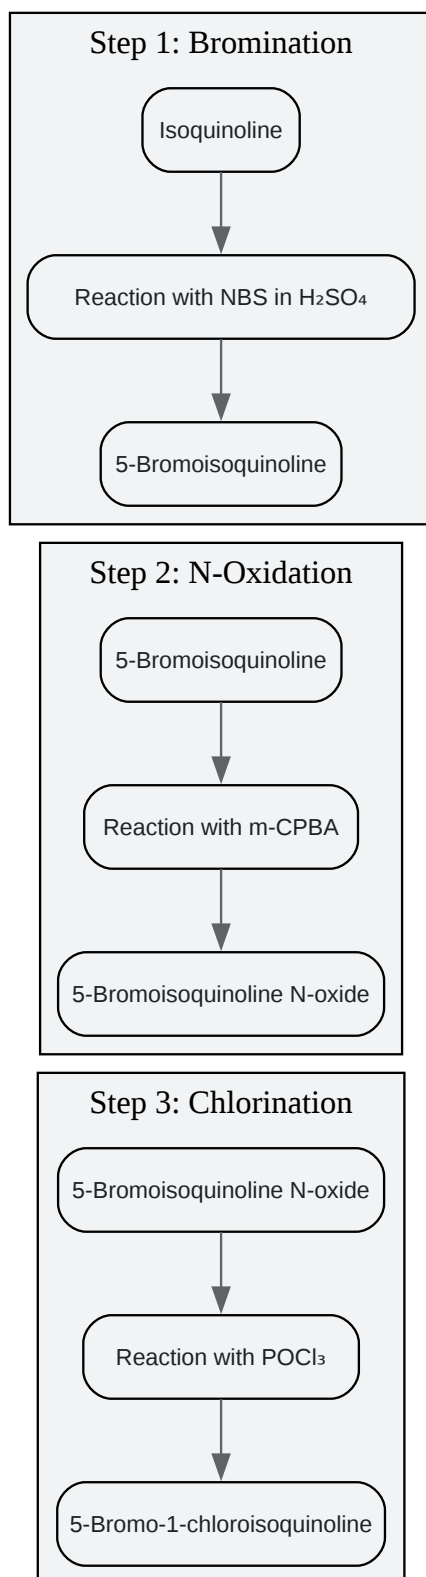 Step 1: Bromination
Isoquinoline
Reaction with NBS in H₂SO₄
5-Bromoisoquinoline
Step 2: N-Oxidation
5-Bromoisoquinoline
Reaction with m-CPBA
5-Bromoisoquinoline N-oxide
Step 3: Chlorination
5-Bromoisoquinoline N-oxide
Reaction with POCl₃
5-Bromo-1-chloroisoquinoline